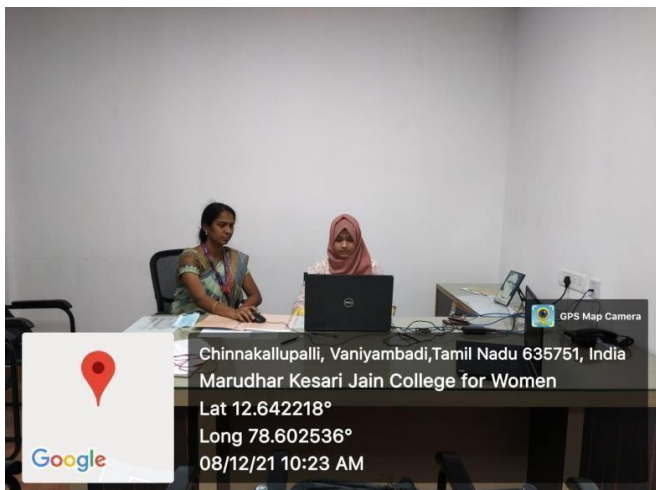 DELL
GPS Map Camera
Chinnakallupalli, Vaniyambadi,Tamil Nadu 635751, India
Marudhar Kesari Jain College for Women
Lat 12.642218°
Long 78.602536°
08/12/21 10:23 AM
Google